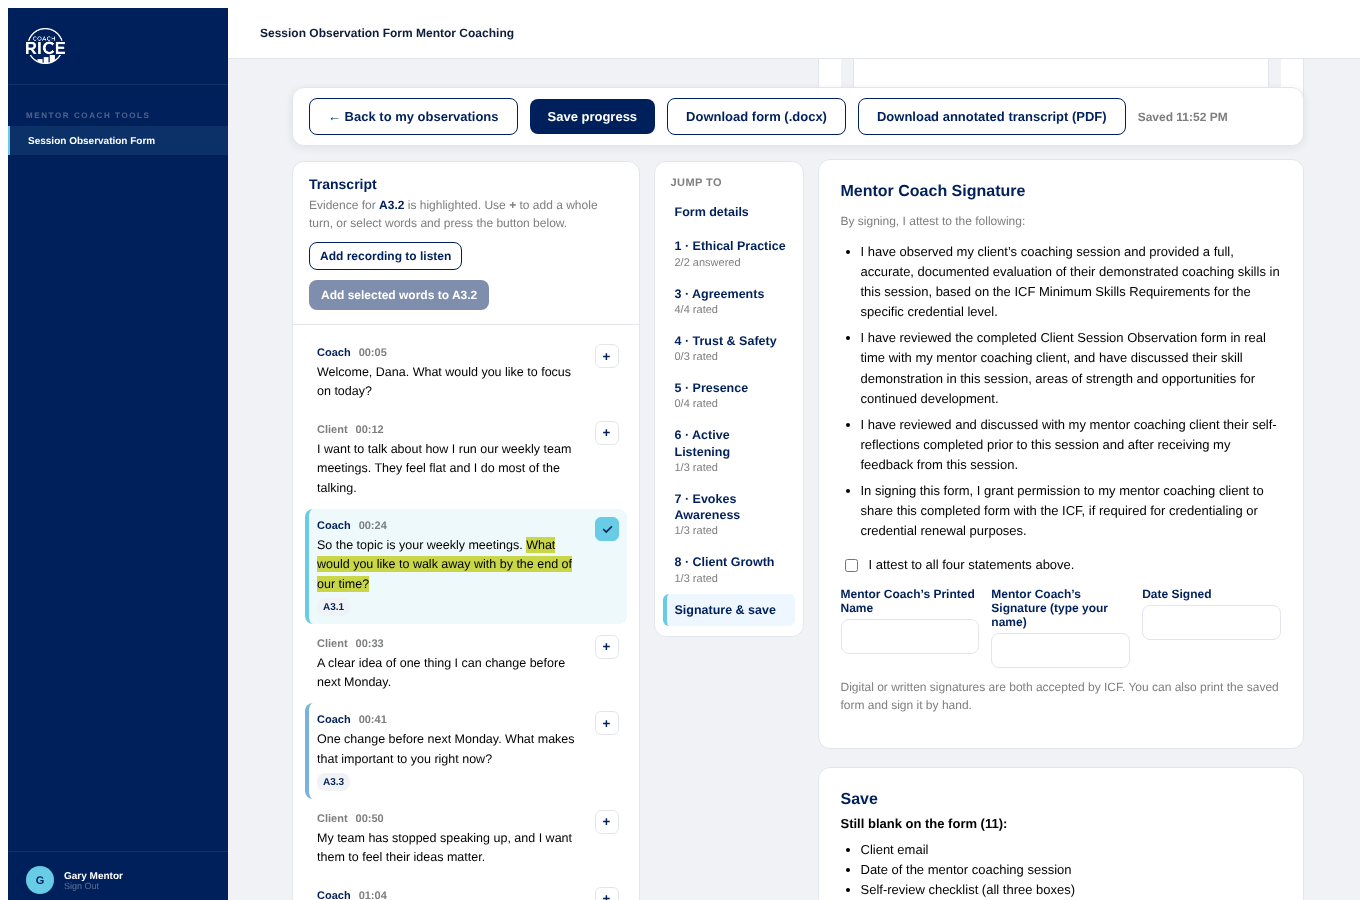 COACH
RICE
MENTOR COACH TOOLS
Session Observation Form
G
Gary Mentor
Sign Out
Session Observation Form Mentor Coaching
← Back to my observations
Save progress
Download form (.docx)
Download annotated transcript (PDF)
Saved 11:52 PM
Transcript
Evidence for A3.2 is highlighted. Use + to add a whole
turn, or select words and press the button below.
Add recording to listen
Add selected words to A3.2
Coach 00:05
+
Welcome, Dana. What would you like to focus
on today?
Client 00:12
+
I want to talk about how I run our weekly team
meetings. They feel flat and I do most of the
talking.
Coach 00:24
So the topic is your weekly meetings. What
would you like to walk away with by the end of
our time?
A3.1
Client 00:33
+
A clear idea of one thing I can change before
next Monday.
Coach 00:41
+
One change before next Monday. What makes
that important to you right now?
A3.3
Client 00:50
+
My team has stopped speaking up, and I want
them to feel their ideas matter.
Coach 01:04
+
JUMP TO
Form details
1 · Ethical Practice
2/2 answered
3 · Agreements
4/4 rated
4 · Trust & Safety
0/3 rated
5 · Presence
0/4 rated
6 · Active
Listening
1/3 rated
7 · Evokes
Awareness
1/3 rated
8 · Client Growth
1/3 rated
Signature & save
Mentor Coach Signature
By signing, I attest to the following:
• I have observed my client’s coaching session and provided a full,
accurate, documented evaluation of their demonstrated coaching skills in
this session, based on the ICF Minimum Skills Requirements for the
specific credential level.
• I have reviewed the completed Client Session Observation form in real
time with my mentor coaching client, and have discussed their skill
demonstration in this session, areas of strength and opportunities for
continued development.
• I have reviewed and discussed with my mentor coaching client their self-
reflections completed prior to this session and after receiving my
feedback from this session.
• In signing this form, I grant permission to my mentor coaching client to
share this completed form with the ICF, if required for credentialing or
credential renewal purposes.
I attest to all four statements above.
Mentor Coach’s Printed
Name
Mentor Coach’s
Signature (type your
name)
Date Signed
Digital or written signatures are both accepted by ICF. You can also print the saved
form and sign it by hand.
Save
Still blank on the form (11):
• Client email
• Date of the mentor coaching session
• Self-review checklist (all three boxes)